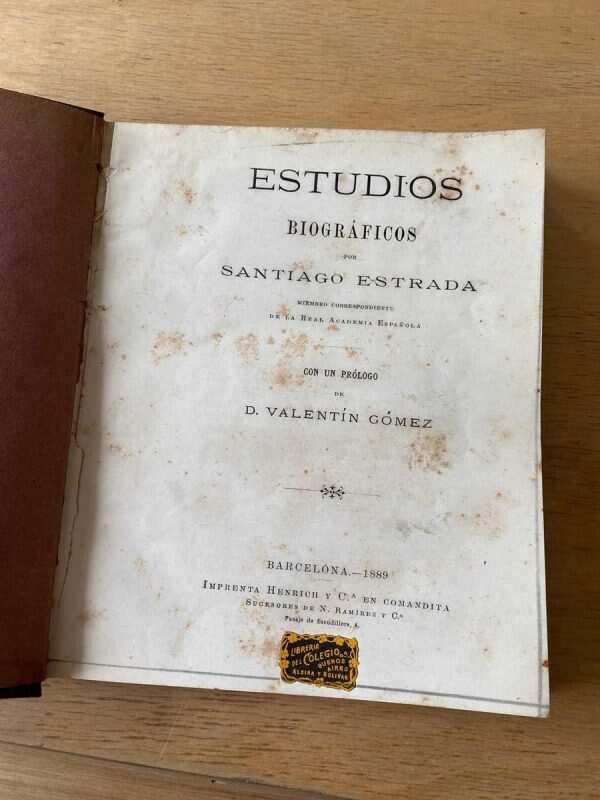 ESTUDIOS
BIOGRÁFICOS
POR
SANTIAGO ESTRADA
MIEMBRO CORRESPONDIENTE
DE LA REAL ACADEMIA ESPAÑOLA
CON UN PRÓLOGO
DE
D. VALENTÍN GÓMEZ
BARCELONA.—1889
IMPRENTA HENRICH Y C.ª EN COMANDITA
SUCESORES DE N. RAMÍREZ Y C.ª
Pasaje de Escudillers, 4.
LIBRERIA
DEL COLEGIO
BUENOS
AIRES
ALSINA Y BOLIVAR